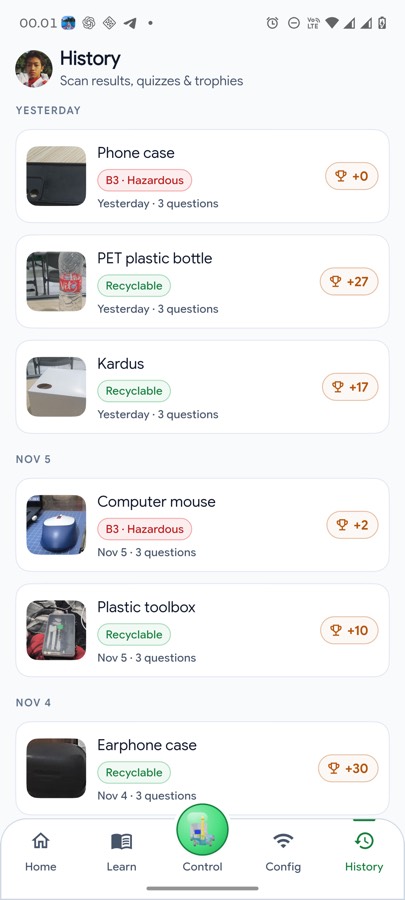 00.01
VoD LTE
History
Scan results, quizzes & trophies
YESTERDAY
Phone case
B3 · Hazardous
+0
Yesterday · 3 questions
PET plastic bottle
Recyclable
+27
Yesterday · 3 questions
Kardus
Recyclable
+17
Yesterday · 3 questions
NOV 5
Computer mouse
B3 · Hazardous
+2
Nov 5 · 3 questions
Plastic toolbox
Recyclable
+10
Nov 5 · 3 questions
NOV 4
Earphone case
Recyclable
+30
Nov 4 · 3 questions
Home
Learn
Control
Config
History